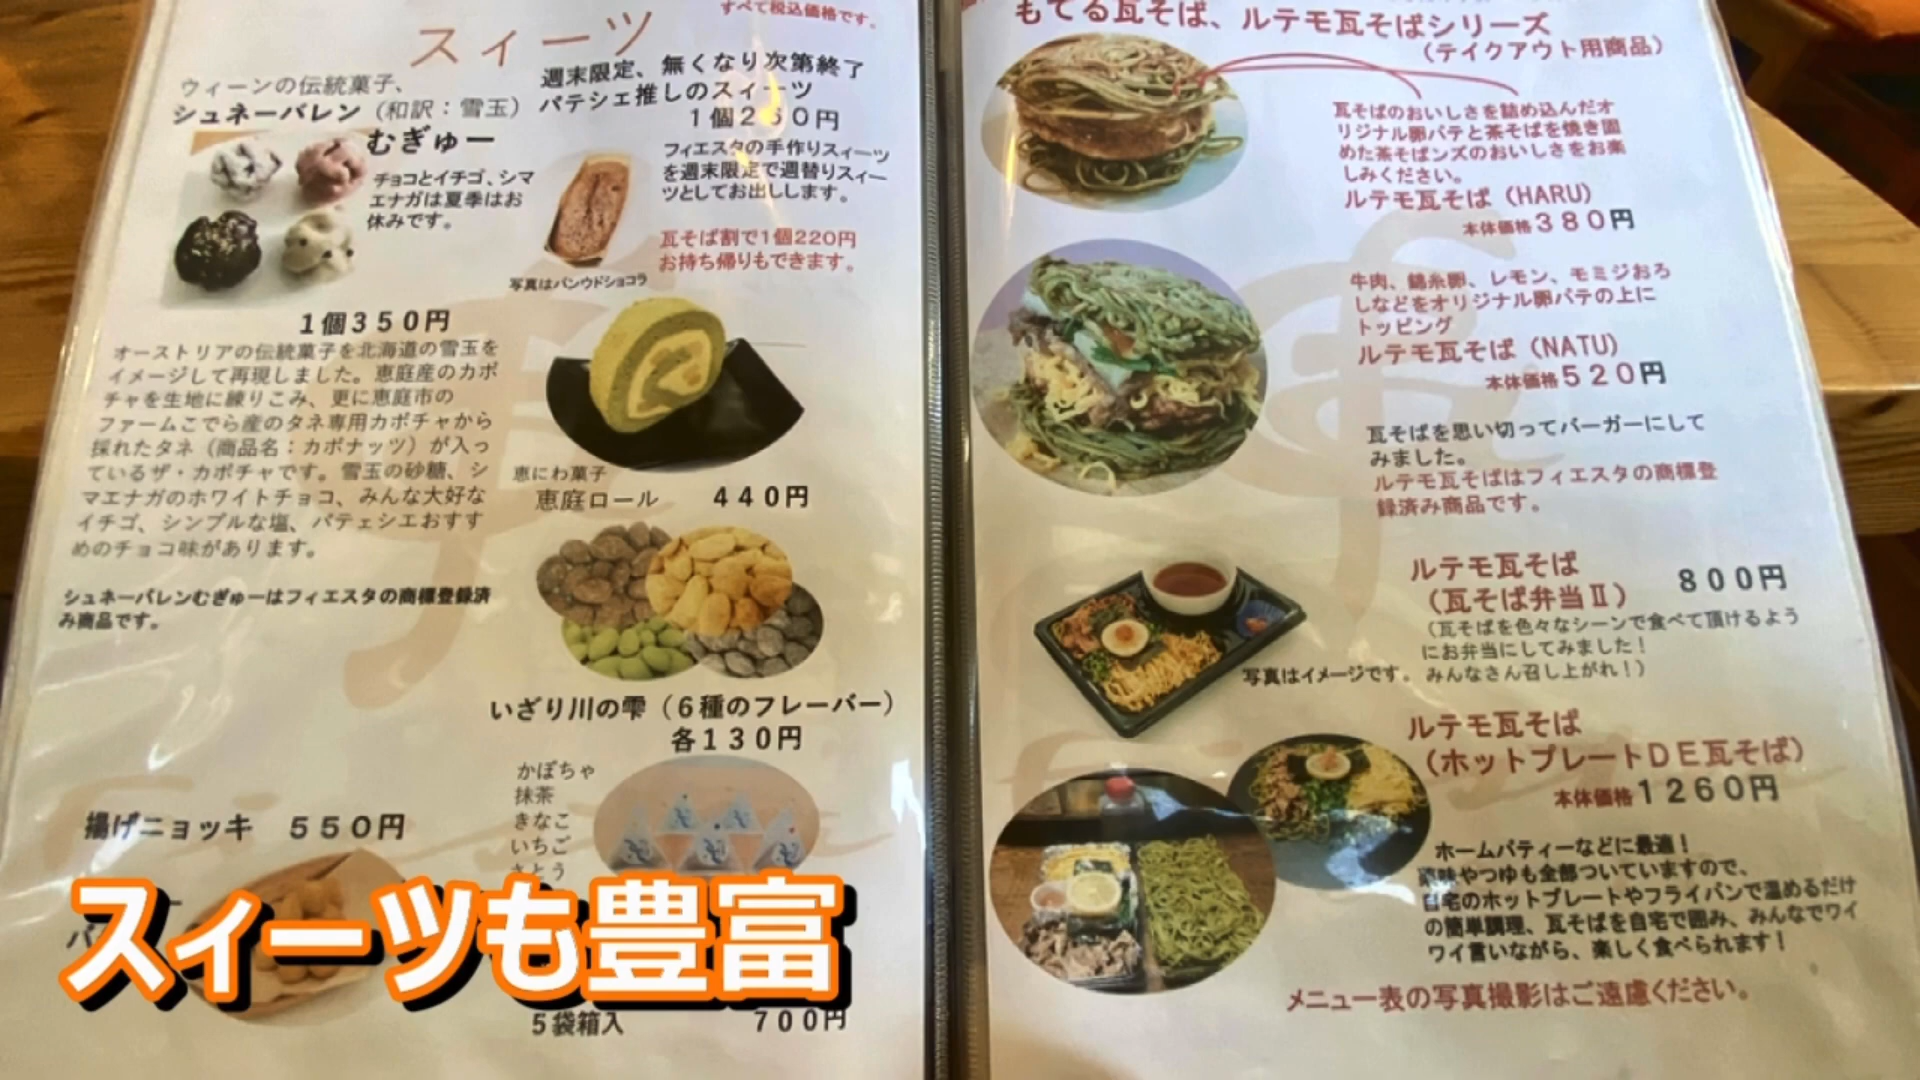 すべて税込価格です。
スィーツ
ウィーンの伝統菓子、
シュネーバレン（和訳：雪玉）
むぎゅー
チョコとイチゴ、シマ
エナガは夏季はお
休みです。
1個350円
オーストリアの伝統菓子を北海道の雪玉を
イメージして再現しました。恵庭産のカボ
チャを生地に練りこみ、更に恵庭市の
ファームこでら産のタネ専用カボチャから
採れたタネ（商品名：カボナッツ）が入っ
ているザ・カボチャです。雪玉の砂糖、シ
マエナガのホワイトチョコ、みんな大好な
イチゴ、シンプルな塩、パティシエおすす
めのチョコ味があります。
シュネーバレンむぎゅーはフィエスタの商標登録済
み商品です。
揚げニョッキ　550円
週末限定、無くなり次第終了
パテシェ推しのスィーツ
フィエスタの手作りスィーツ
を週末限定で週替りスィー
ツとしてお出しします。
瓦そば割で1個220円
お持ち帰りもできます。
写真はパンウドショコラ
恵にわ菓子
恵庭ロール　440円
いざり川の雫（6種のフレーバー）
各130円
かぼちゃ
抹茶
きなこ
いちご
さとう
5袋箱入　700円
スィーツも豊富
もてる瓦そば、ルテモ瓦そばシリーズ
（テイクアウト用商品）
瓦そばのおいしさを詰め込んだオ
リジナル卵パテと茶そばを焼き固
めた茶そばンズのおいしさをお楽
しみください。
ルテモ瓦そば（HARU）
本体価格380円
牛肉、錦糸卵、レモン、モミジおろ
しなどをオリジナル卵パテの上に
トッピング
ルテモ瓦そば（NATU）
本体価格520円
瓦そばを思い切ってバーガーにして
みました。
ルテモ瓦そばはフィエスタの商標登
録済み商品です。
ルテモ瓦そば
（瓦そば弁当Ⅱ）　800円
（瓦そばを色々なシーンで食べて頂けるよう
にお弁当にしてみました！
みんなさん召し上がれ！）
写真はイメージです。
ルテモ瓦そば
（ホットプレートDE瓦そば）
本体価格1260円
ホームパティーなどに最適！
薬味やつゆも全部ついていますので、
自宅のホットプレートやフライパンで温めるだけ
の簡単調理、瓦そばを自宅で囲み、みんなでワイ
ワイ言いながら、楽しく食べられます！
メニュー表の写真撮影はご遠慮ください。